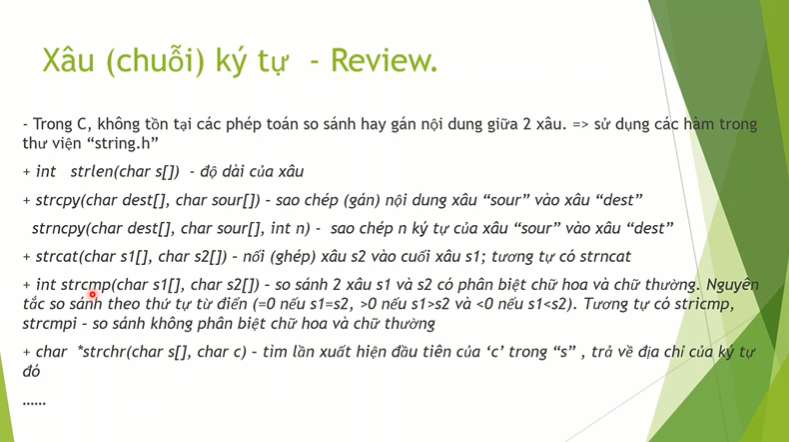 Xâu (chuỗi) ký tự - Review.
- Trong C, không tồn tại các phép toán so sánh hay gán nội dung giữa 2 xâu. => sử dụng các hàm trong
thư viện “string.h”
+ int strlen(char s[]) - độ dài của xâu
+ strcpy(char dest[], char sour[]) – sao chép (gán) nội dung xâu “sour” vào xâu “dest”
strncpy(char dest[], char sour[], int n) - sao chép n ký tự của xâu “sour” vào xâu “dest”
+ strcat(char s1[], char s2[]) – nối (ghép) xâu s2 vào cuối xâu s1; tương tự có strncat
+ int strcmp(char s1[], char s2[]) – so sánh 2 xâu s1 và s2 có phân biệt chữ hoa và chữ thường. Nguyên
tắc so sánh theo thứ tự từ điển (=0 nếu s1=s2, >0 nếu s1>s2 và <0 nếu s1<s2). Tương tự có stricmp,
strcmpi – so sánh không phân biệt chữ hoa và chữ thường
+ char *strchr(char s[], char c) – tìm lần xuất hiện đầu tiên của ‘c’ trong “s” , trả về địa chỉ của ký tự
đó
......